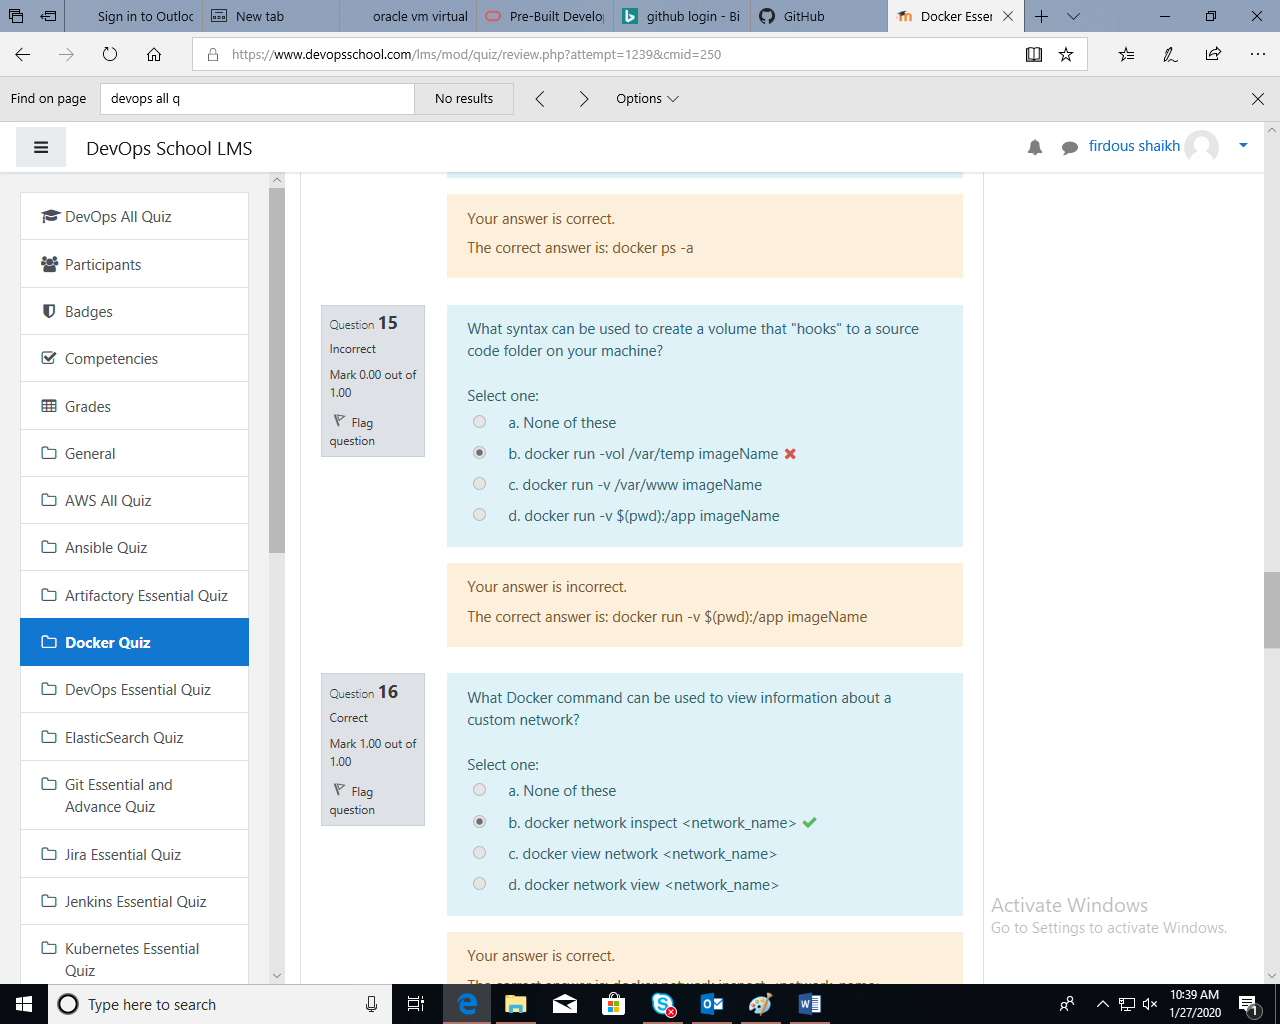 Sign in to Outloo
New tab
oracle vm virtual
Pre-Built Develo
github login - Bi
GitHub
Docker Esser
https://www.devopsschool.com/lms/mod/quiz/review.php?attempt=1239&cmid=250
Find on page
devops all q
No results
Options
DevOps School LMS
firdous shaikh
DevOps All Quiz
Participants
Badges
Competencies
Grades
General
AWS All Quiz
Ansible Quiz
Artifactory Essential Quiz
Docker Quiz
DevOps Essential Quiz
ElasticSearch Quiz
Git Essential and
Advance Quiz
Jira Essential Quiz
Jenkins Essential Quiz
Kubernetes Essential
Quiz
Your answer is correct.
The correct answer is: docker ps -a
Question 15
Incorrect
Mark 0.00 out of
1.00
Flag
question
What syntax can be used to create a volume that "hooks" to a source
code folder on your machine?
Select one:
a. None of these
b. docker run -vol /var/temp imageName
c. docker run -v /var/www imageName
d. docker run -v $(pwd):/app imageName
Your answer is incorrect.
The correct answer is: docker run -v $(pwd):/app imageName
Question 16
Correct
Mark 1.00 out of
1.00
Flag
question
What Docker command can be used to view information about a
custom network?
Select one:
a. None of these
b. docker network inspect <network_name>
c. docker view network <network_name>
d. docker network view <network_name>
Your answer is correct.
Activate Windows
Go to Settings to activate Windows.
Type here to search
10:39 AM
1/27/2020
1